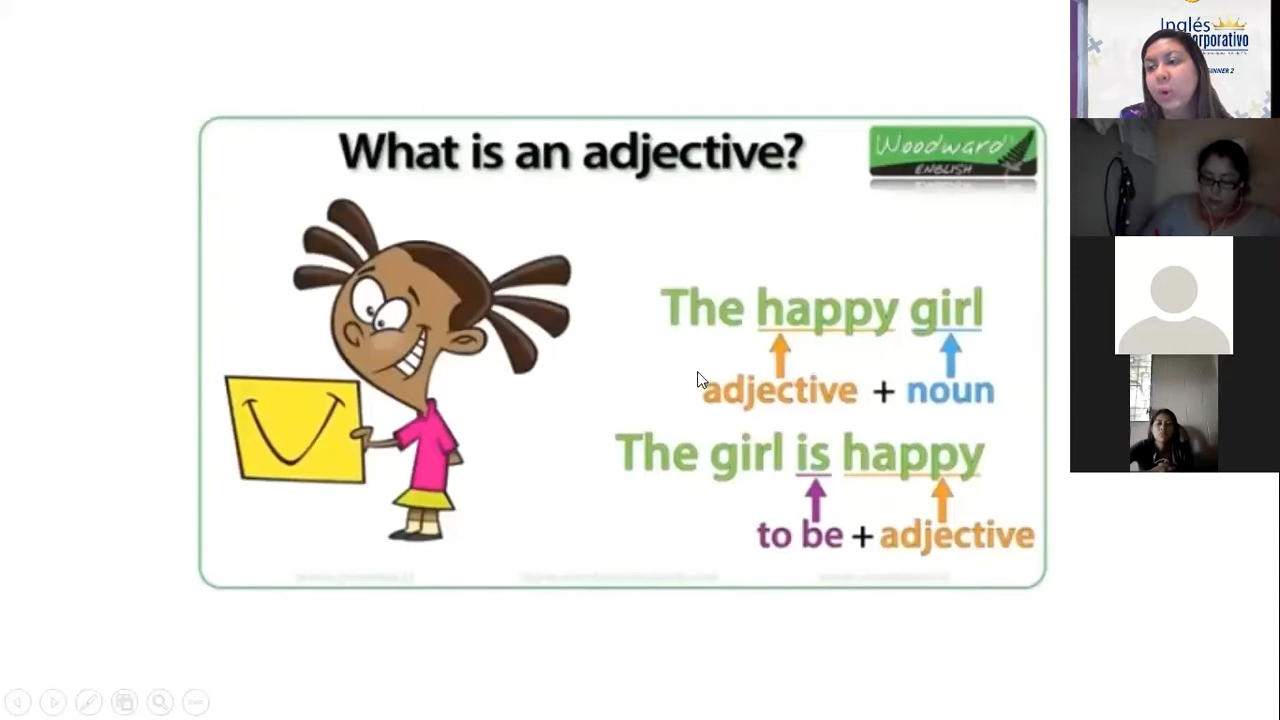 Inglés
Corporativo
What is an adjective?
Woodward
ENGLISH
The happy girl
adjective + noun
The girl is happy
to be + adjective